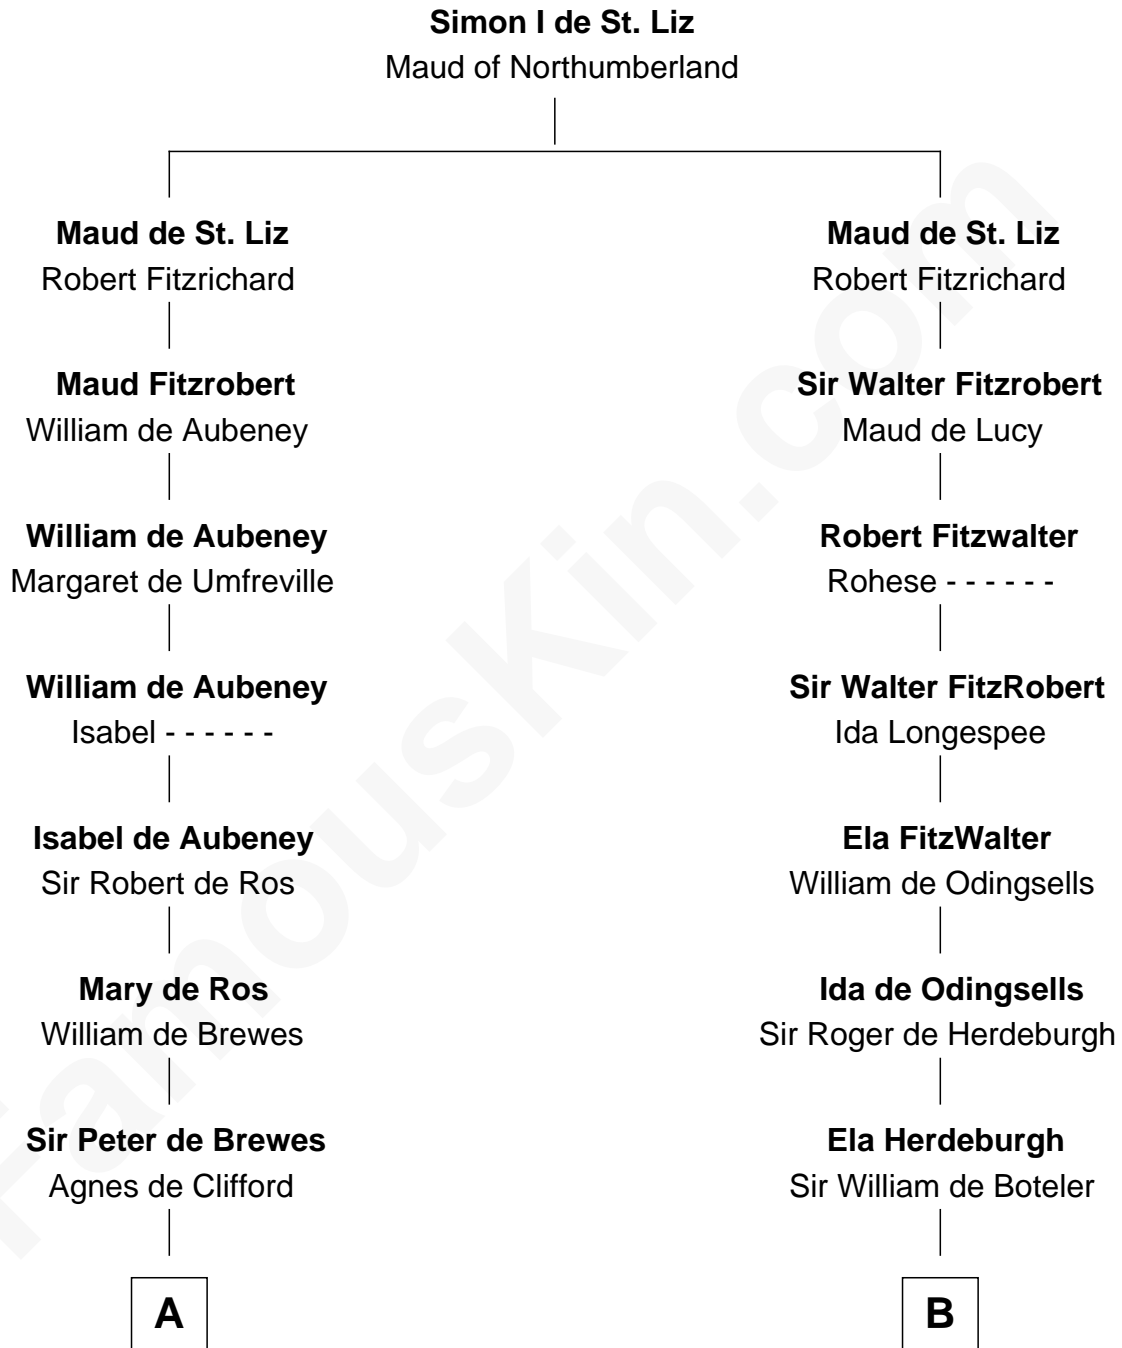 Simon I de St. Liz
Maud of Northumberland
Maud de St. Liz
Robert Fitzrichard
Maud de St. Liz
Robert Fitzrichard
Maud Fitzrobert
William de Aubeney
Sir Walter Fitzrobert
Maud de Lucy
William de Aubeney
Margaret de Umfreville
Robert Fitzwalter
Rohese - - - - - -
William de Aubeney
Isabel - - - - - -
Sir Walter FitzRobert
Ida Longespee
Isabel de Aubeney
Sir Robert de Ros
Ela FitzWalter
William de Odingsells
Mary de Ros
William de Brewes
Ida de Odingsells
Sir Roger de Herdeburgh
Sir Peter de Brewes
Agnes de Clifford
Ela Herdeburgh
Sir William de Boteler
A
B
FamousKin.com